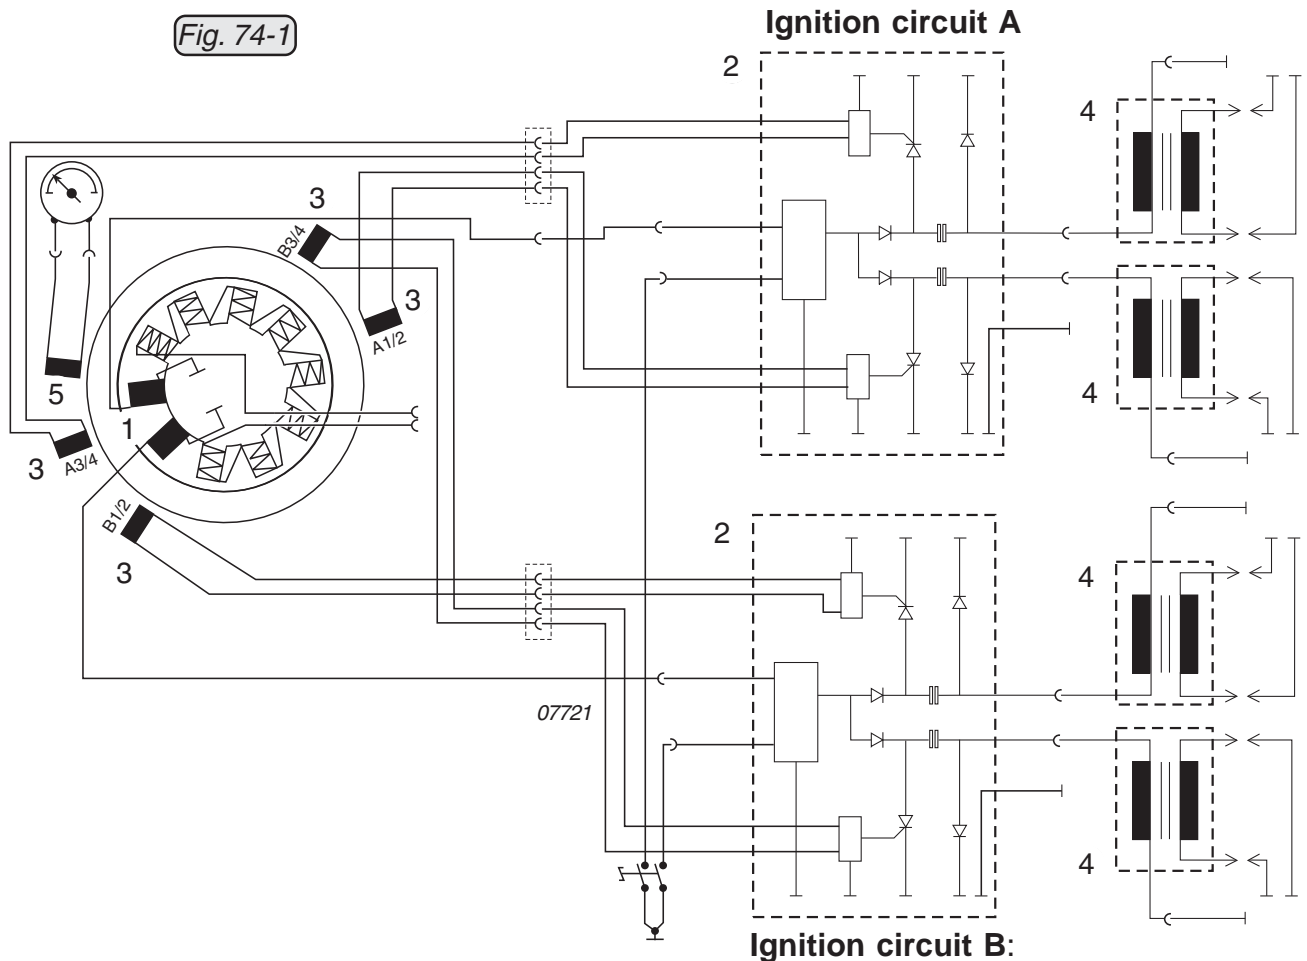 Fig. 74-1
Ignition circuit A
2
4
3
B3/4
3
A1/2
5
1
4
3
A3/4
B1/2
3
2
4
07721
4
Ignition circuit B: